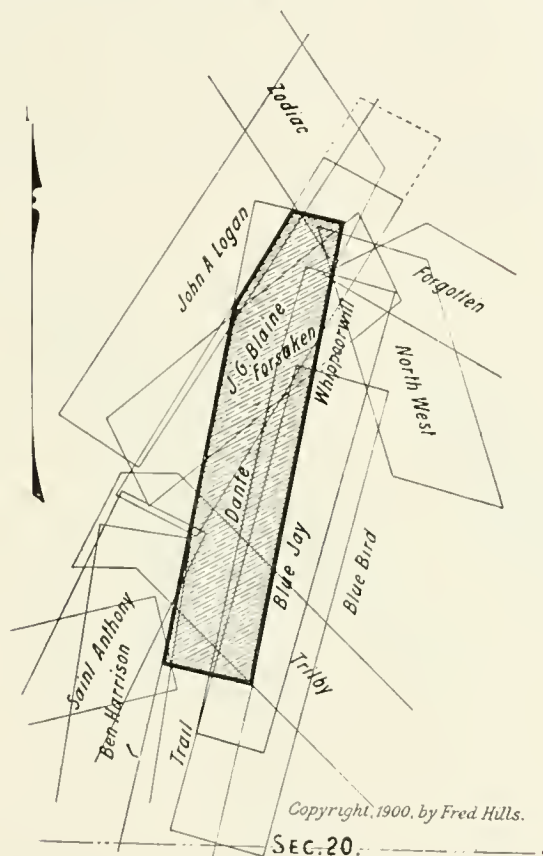 Zodiac
John A Logan
Forgotten
J.G. Blaine
Forsaken
Whippoorwill
North West
Dante
Blue Jay
Blue Bird
Saint Anthony
Ben Harrison
Trilby
Trail
Copyright, 1900, by Fred Hills.
SEC. 20.